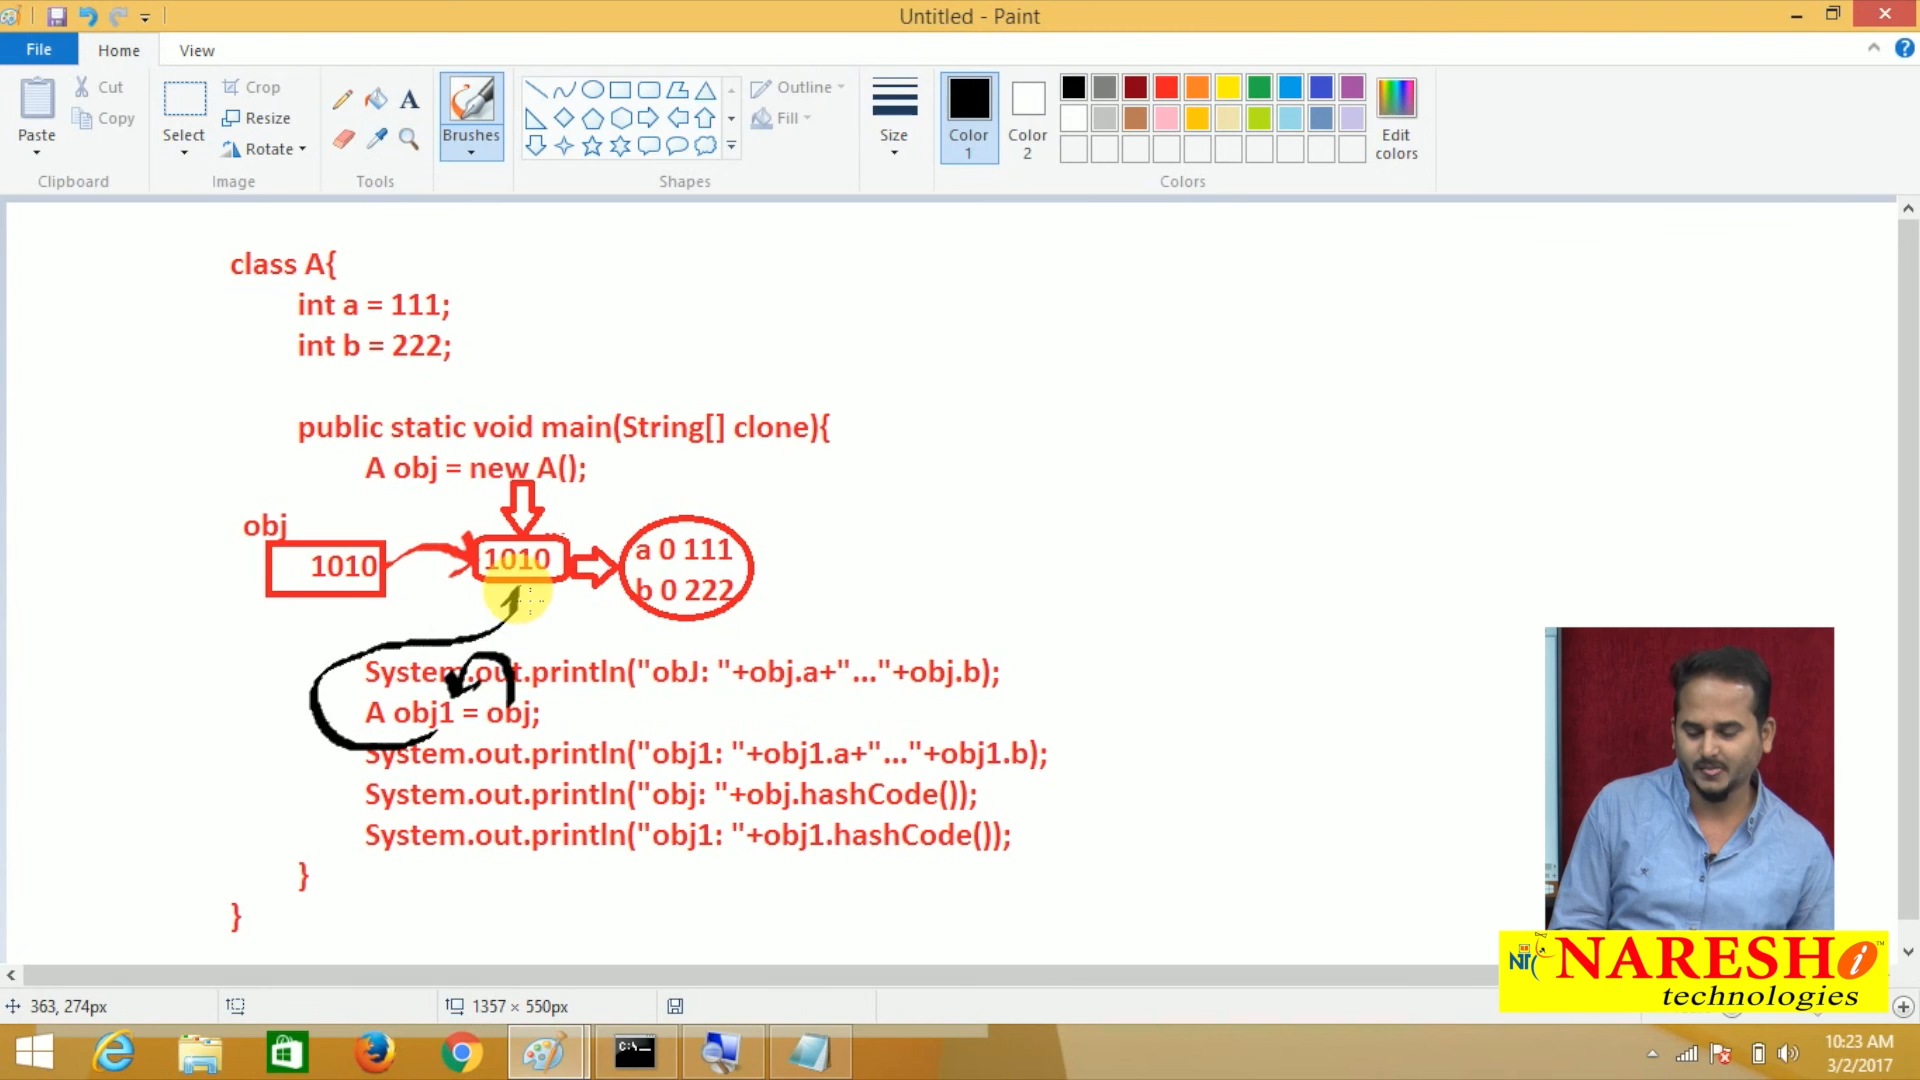 Untitled - Paint
File
Home
View
Paste
Cut
Copy
Clipboard
Select
Crop
Resize
Rotate
Image
A
Tools
Brushes
Outline
Fill
Shapes
Size
Color 1
Color 2
Edit colors
Colors
class A{
int a = 111;
int b = 222;
public static void main(String[] clone){
A obj = new A();
obj
1010
1010
a 0 111
b 0 222
System.out.println("obJ: "+obj.a+"..."+obj.b);
A obj1 = obj;
System.out.println("obj1: "+obj1.a+"..."+obj1.b);
System.out.println("obj: "+obj.hashCode());
System.out.println("obj1: "+obj1.hashCode());
}
}
NARESH i
technologies
363, 274px
1357 × 550px
C:\
10:23 AM
3/2/2017